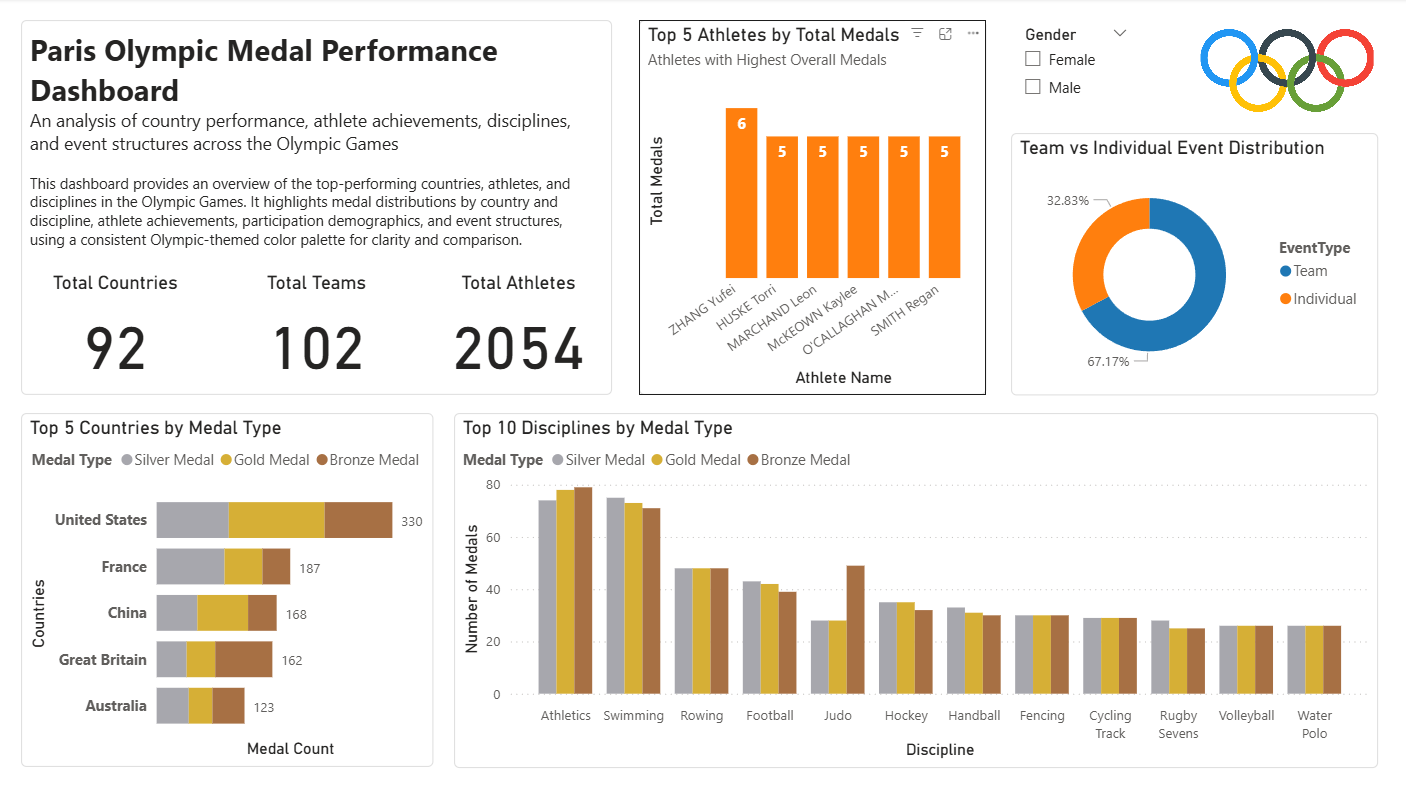 Paris Olympic Medal Performance
Dashboard
An analysis of country performance, athlete achievements, disciplines,
and event structures across the Olympic Games
This dashboard provides an overview of the top-performing countries, athletes, and
disciplines in the Olympic Games. It highlights medal distributions by country and
discipline, athlete achievements, participation demographics, and event structures,
using a consistent Olympic-themed color palette for clarity and comparison.
Total Countries
92
Total Teams
102
Total Athletes
2054
Top 5 Athletes by Total Medals
Athletes with Highest Overall Medals
Total Medals
6
5
5
5
5
5
ZHANG Yufei
HUSKE Torri
MARCHAND Leon
McKEOWN Kaylee
O'CALLAGHAN M...
SMITH Regan
Athlete Name
Gender
Female
Male
Team vs Individual Event Distribution
32.83%
67.17%
EventType
Team
Individual
Top 5 Countries by Medal Type
Medal Type Silver Medal Gold Medal Bronze Medal
Countries
United States 330
France 187
China 168
Great Britain 162
Australia 123
Medal Count
Top 10 Disciplines by Medal Type
Medal Type Silver Medal Gold Medal Bronze Medal
Number of Medals
80
60
40
20
0
Athletics
Swimming
Rowing
Football
Judo
Hockey
Handball
Fencing
Cycling
Track
Rugby
Sevens
Volleyball
Water
Polo
Discipline